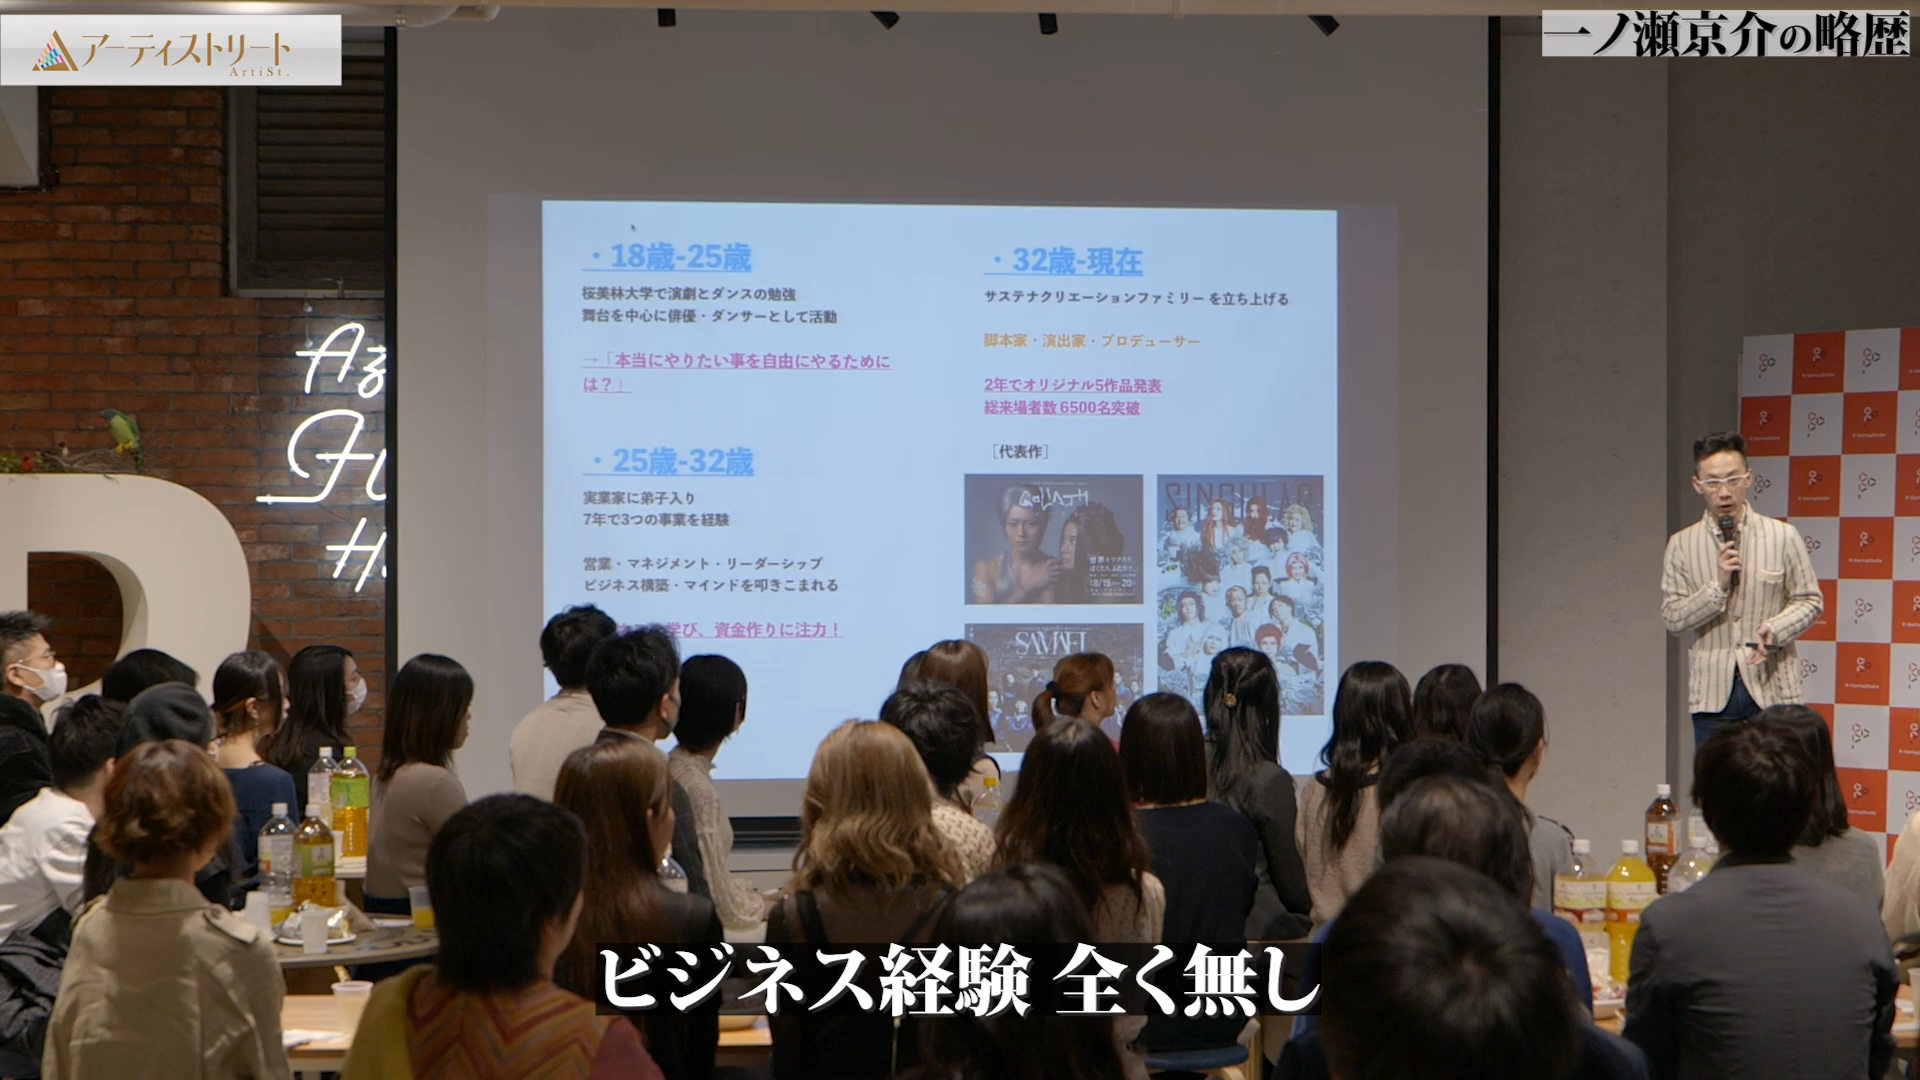 アーティストリート
ArtiSt.
一ノ瀬京介の略歴
・18歳-25歳
桜美林大学で演劇とダンスの勉強
舞台を中心に俳優・ダンサーとして活動
→「本当にやりたい事を自由にやるために
は？」
・25歳-32歳
実業家に弟子入り
7年で3つの事業を経験
営業・マネジメント・リーダーシップ
ビジネス構築・マインドを叩きこまれる
学び、資金作りに注力！
・32歳-現在
サステナクリエーションファミリー を立ち上げる
脚本家・演出家・プロデューサー
2年でオリジナル5作品発表
総来場者数 6500名突破
［代表作］
GOLIATH
SINGULAR
SAMAEL
ビジネス経験 全く無し